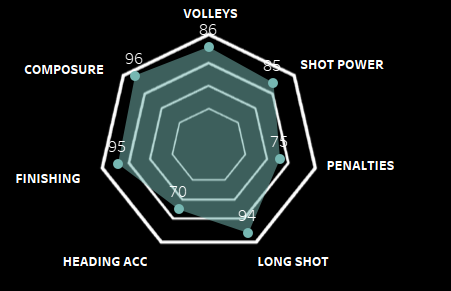 VOLLEYS
86
96
COMPOSURE
85
SHOT POWER
95
FINISHING
75
PENALTIES
70
94
HEADING ACC
LONG SHOT